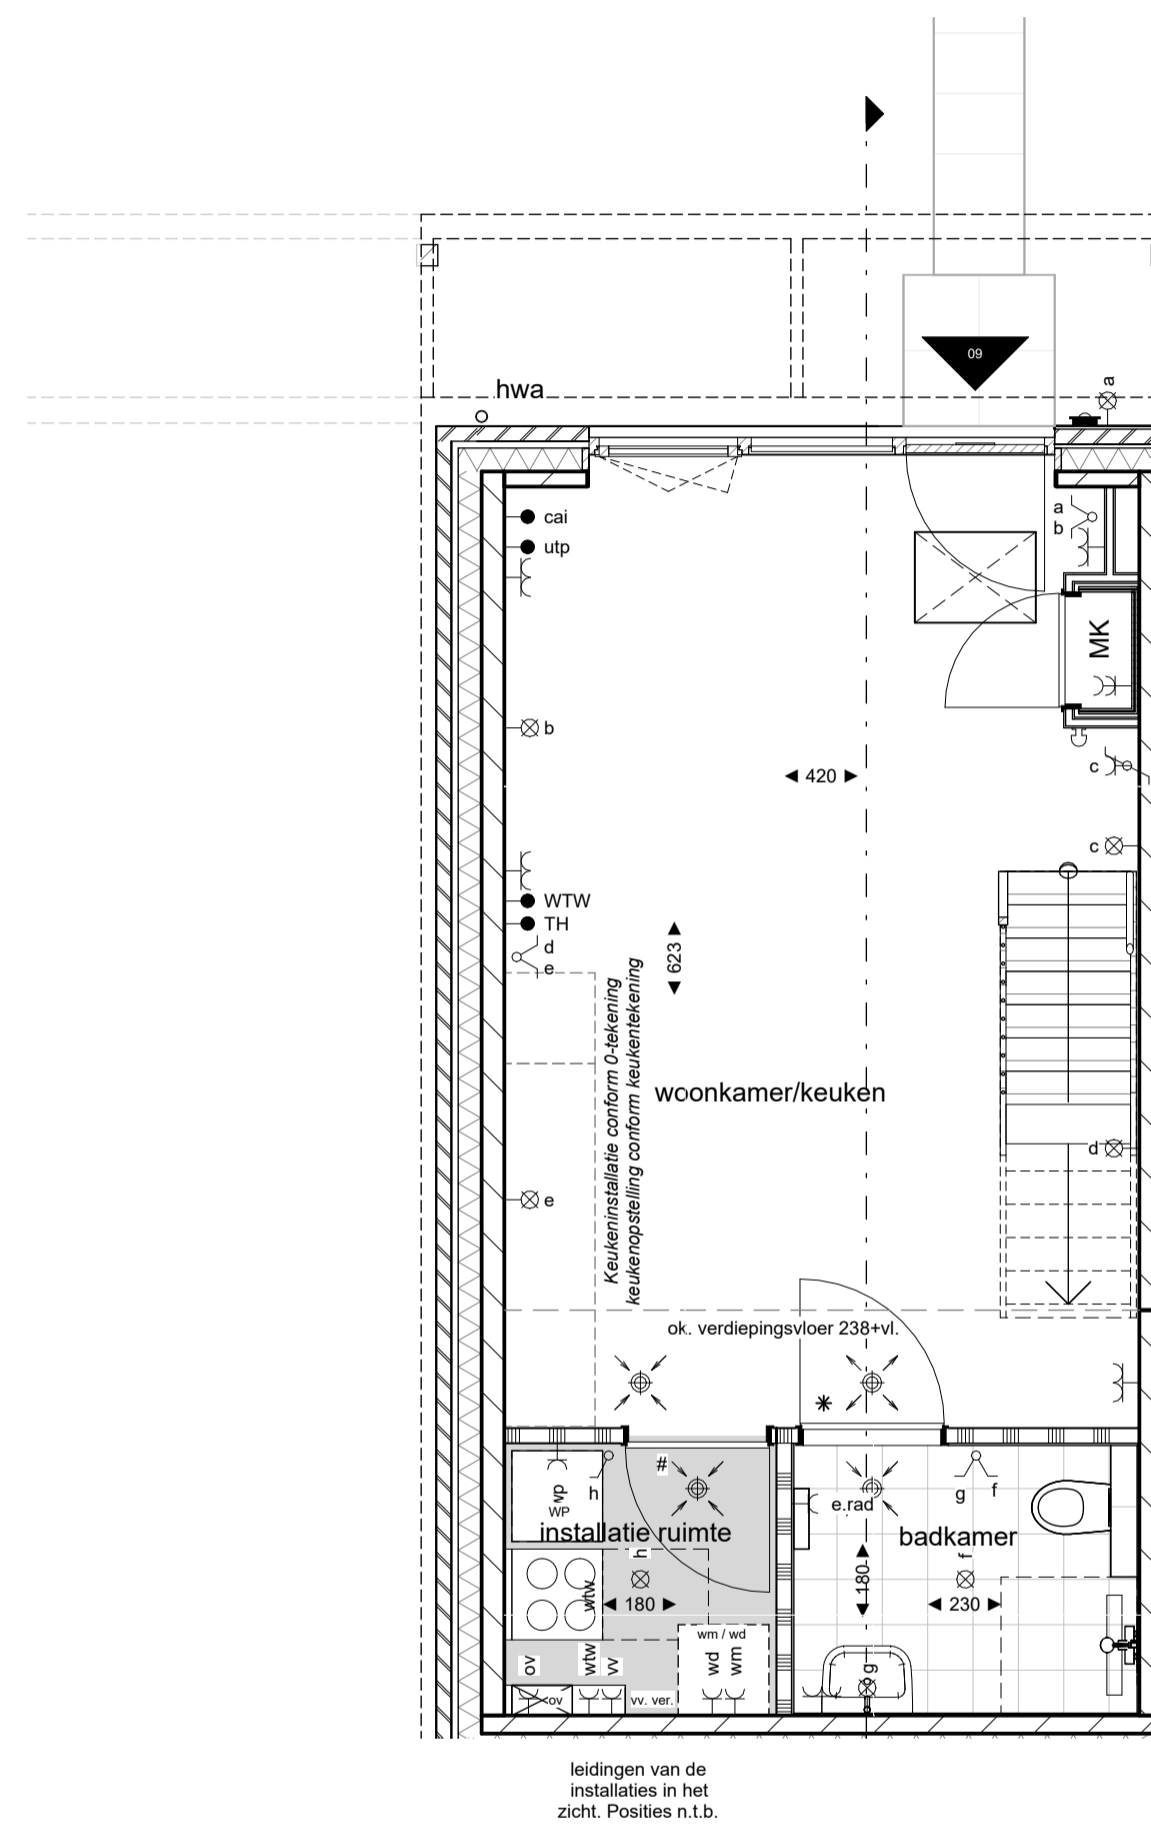 09
a
hwa
cai
utp
a
b
MK
b
c
420
c
WTW
TH
d
e
623
Keukeninstallatie conform 0-tekening
keukenopstelling conform keukentekening
woonkamer/keuken
d
e
ok. verdiepingsvloer 238+vl.
*
#
h
wp
WP
g
f
e.rad
installatie ruimte
badkamer
h
f
wtw
180
180
230
wm / wd
ov
wtw
vv
wd
wm
g
ov
vv. ver.
leidingen van de
installaties in het
zicht. Posities n.t.b.